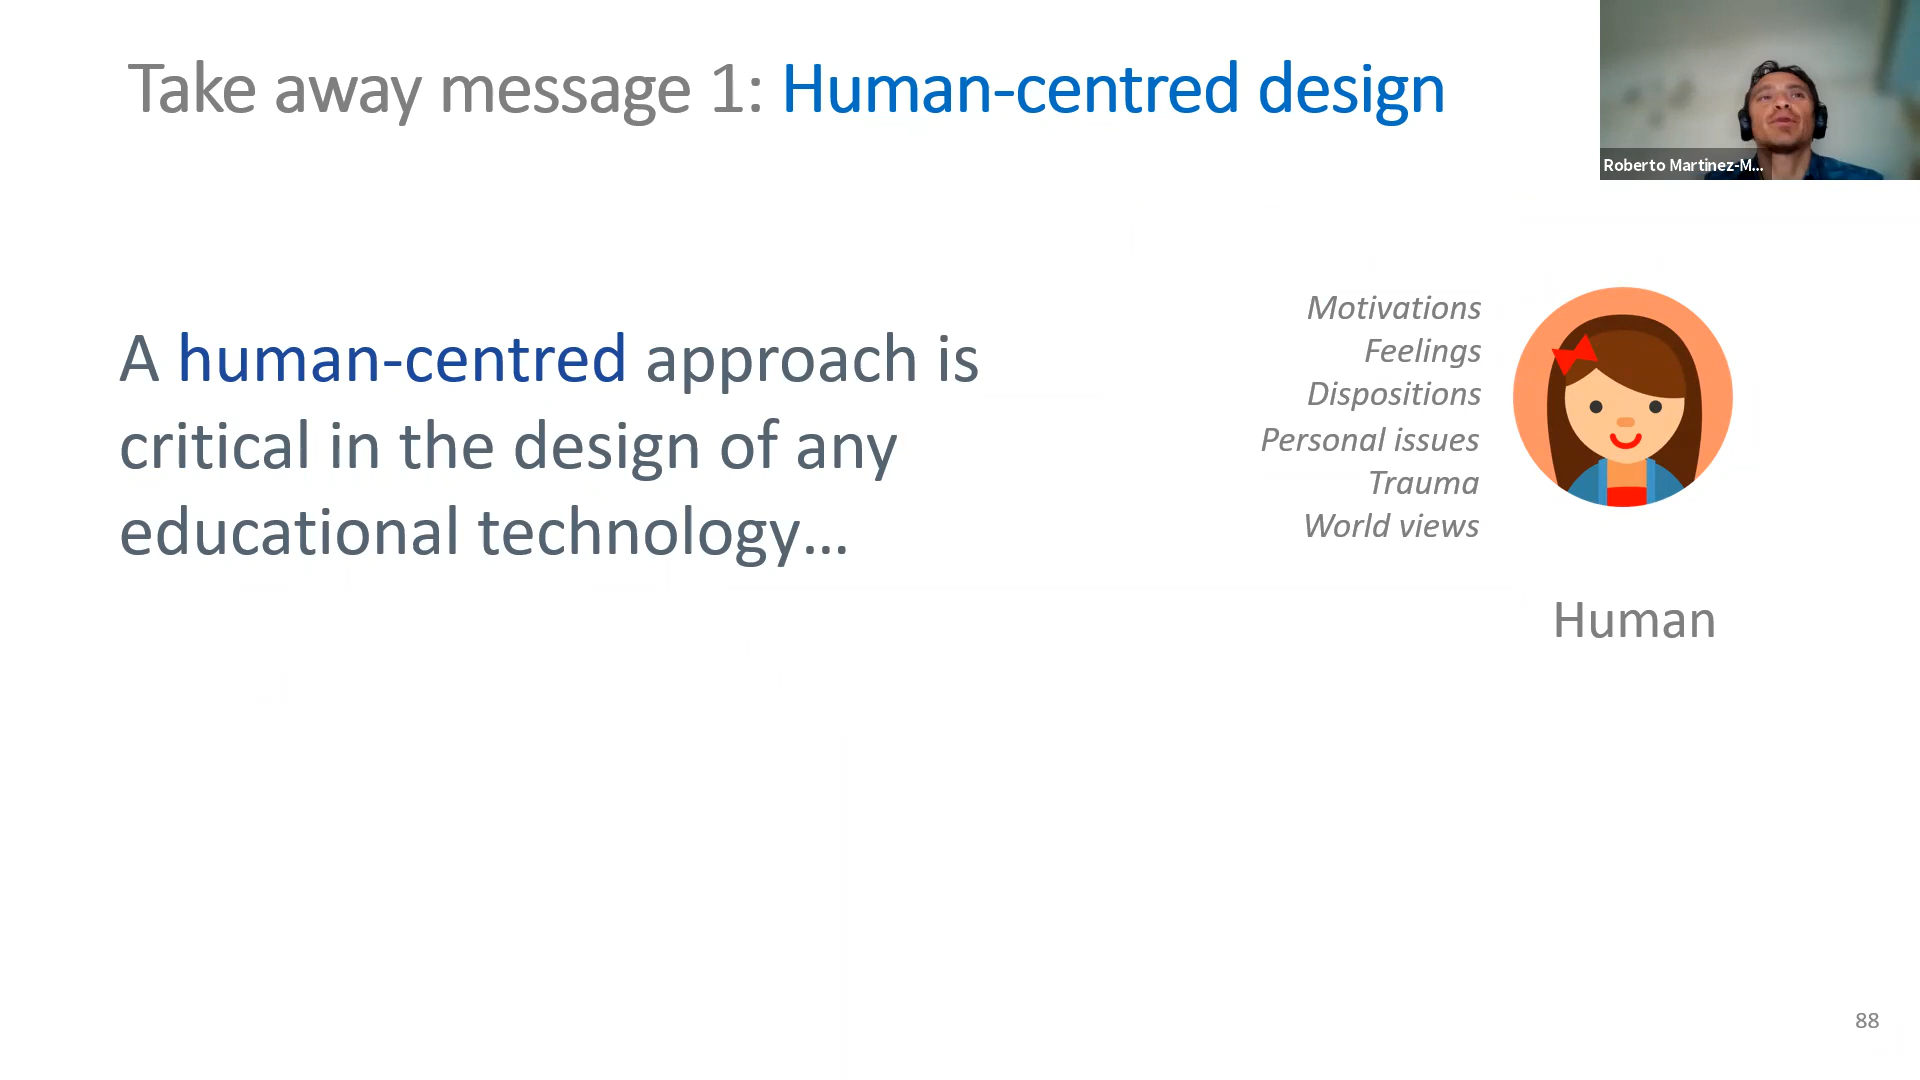 Take away message 1: Human-centred design
Roberto Martinez-M...
A human-centred approach is
critical in the design of any
educational technology...
Motivations
Feelings
Dispositions
Personal issues
Trauma
World views
Human
88